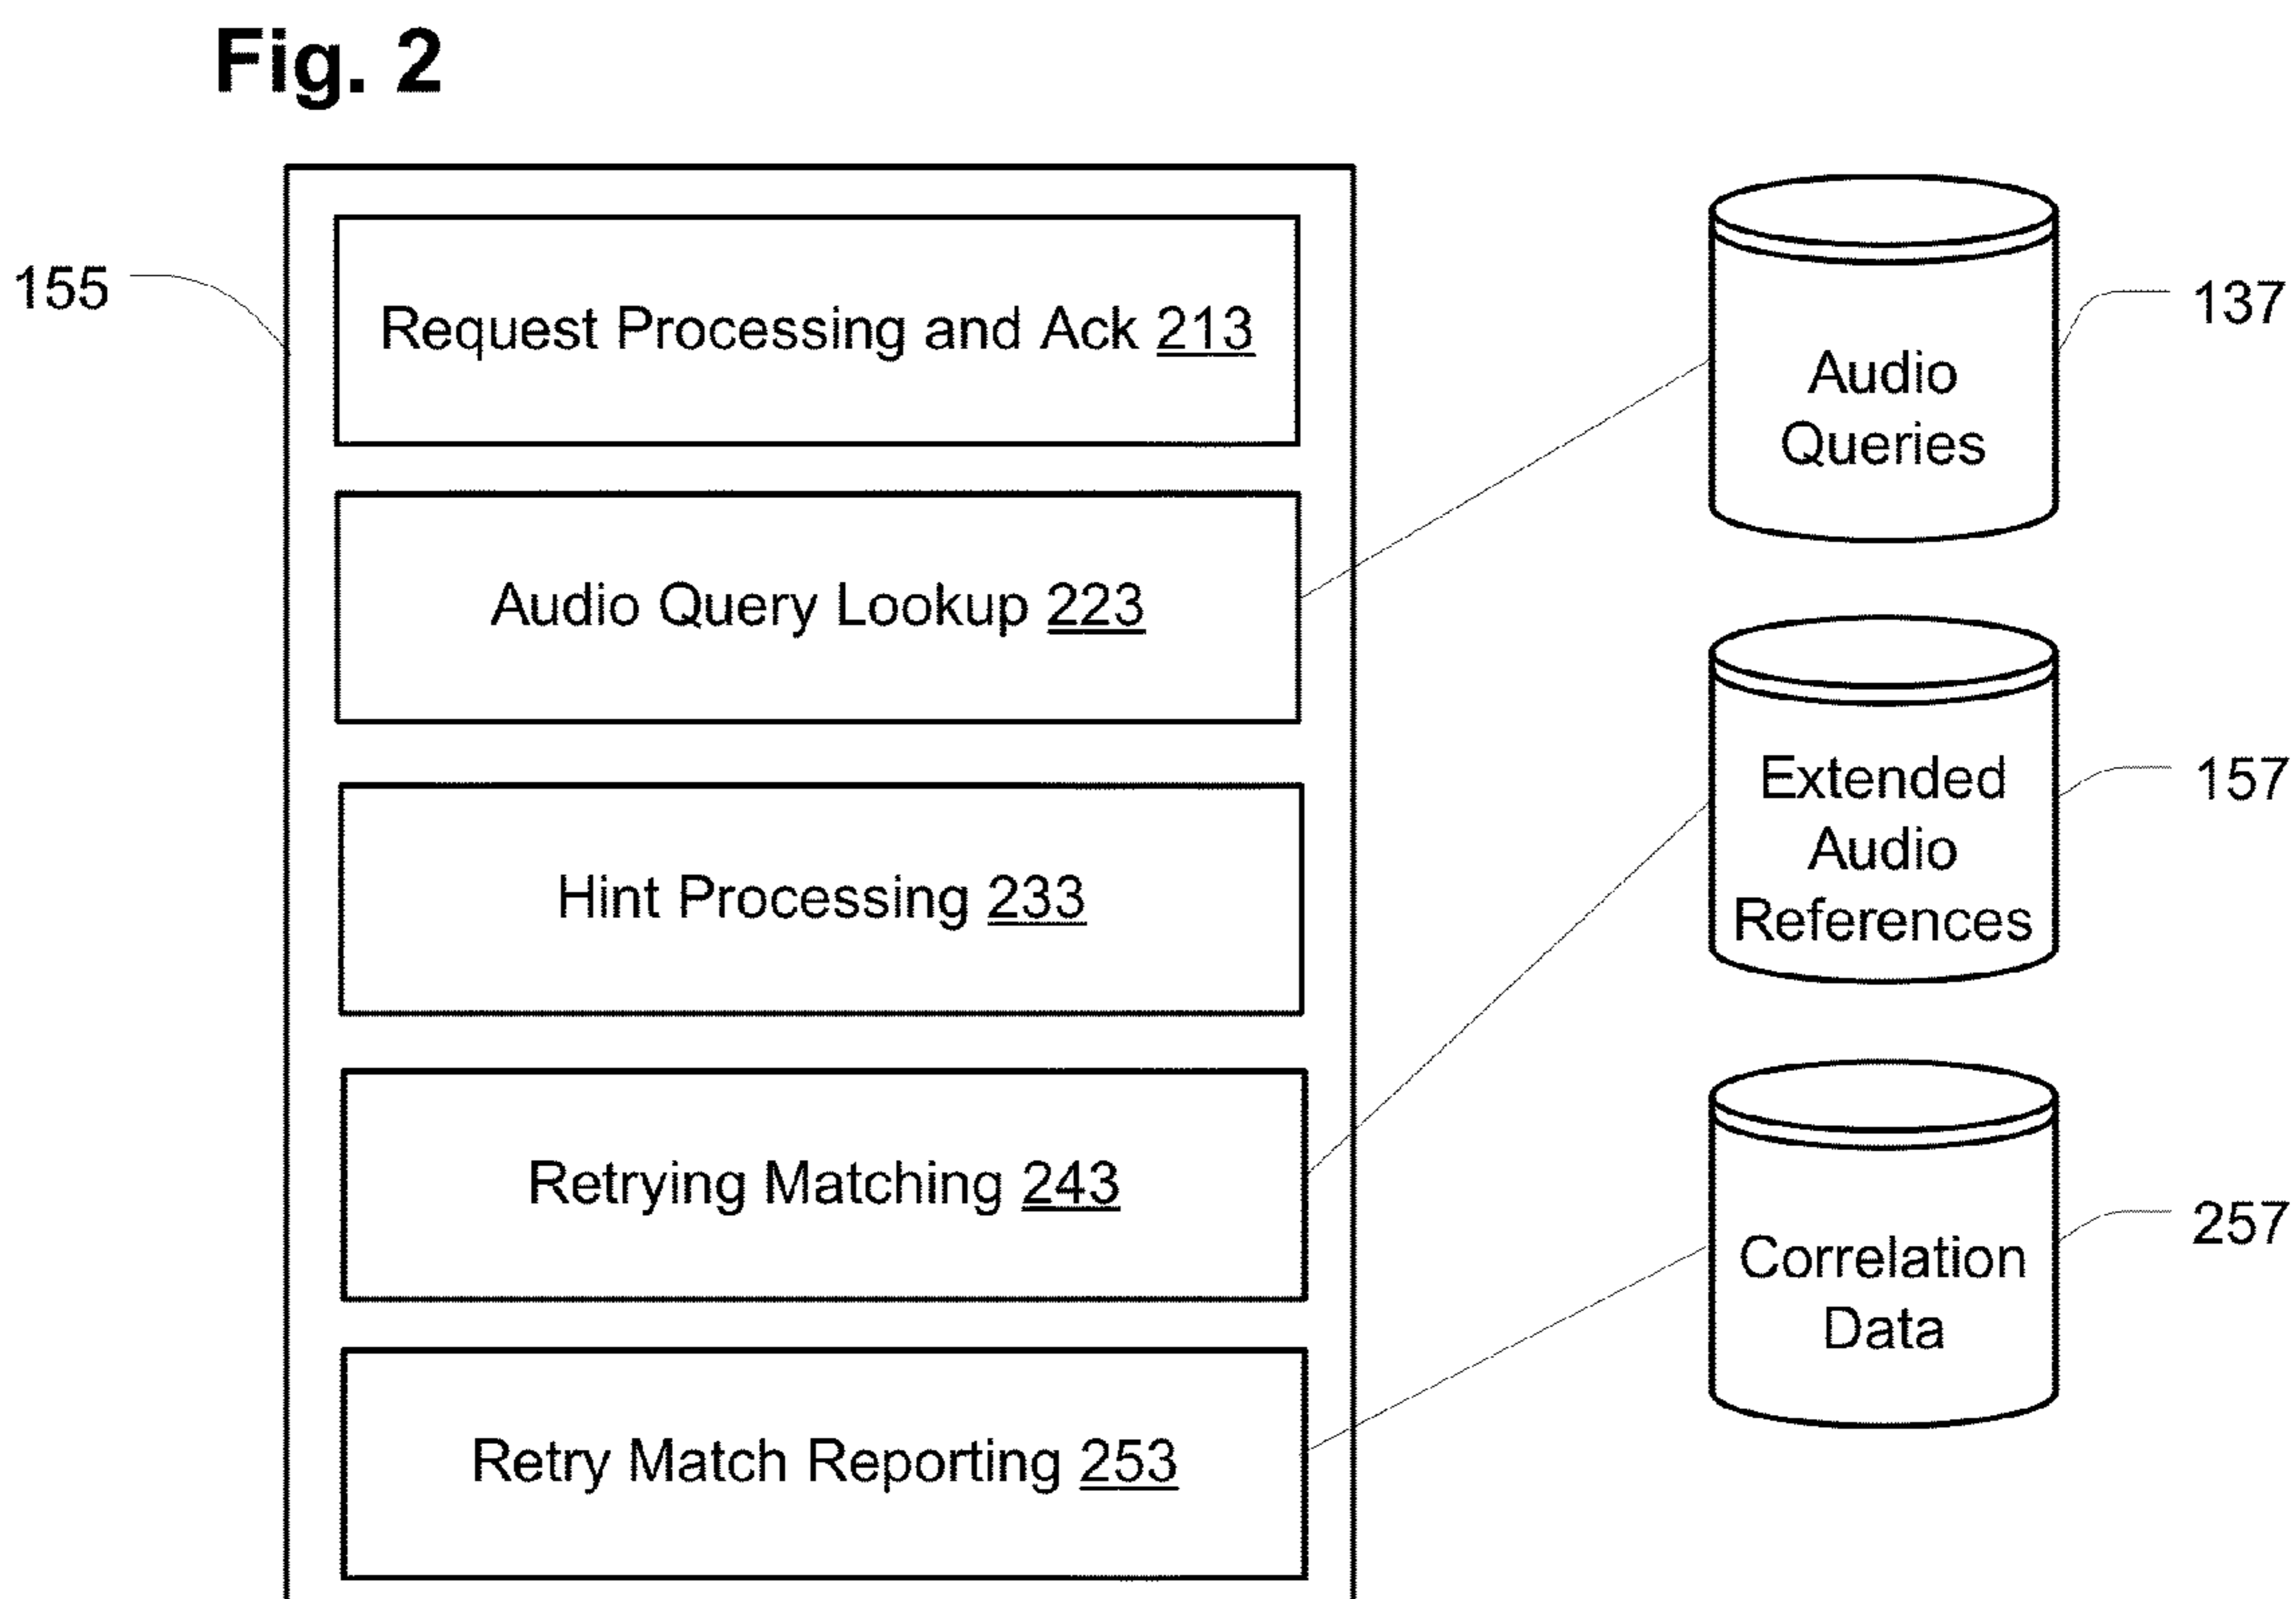 Fig. 2
155
Request Processing and Ack 213
Audio Query Lookup 223
Hint Processing 233
Retrying Matching 243
Retry Match Reporting 253
Audio
Queries
137
Extended
Audio
References
157
Correlation
Data
257